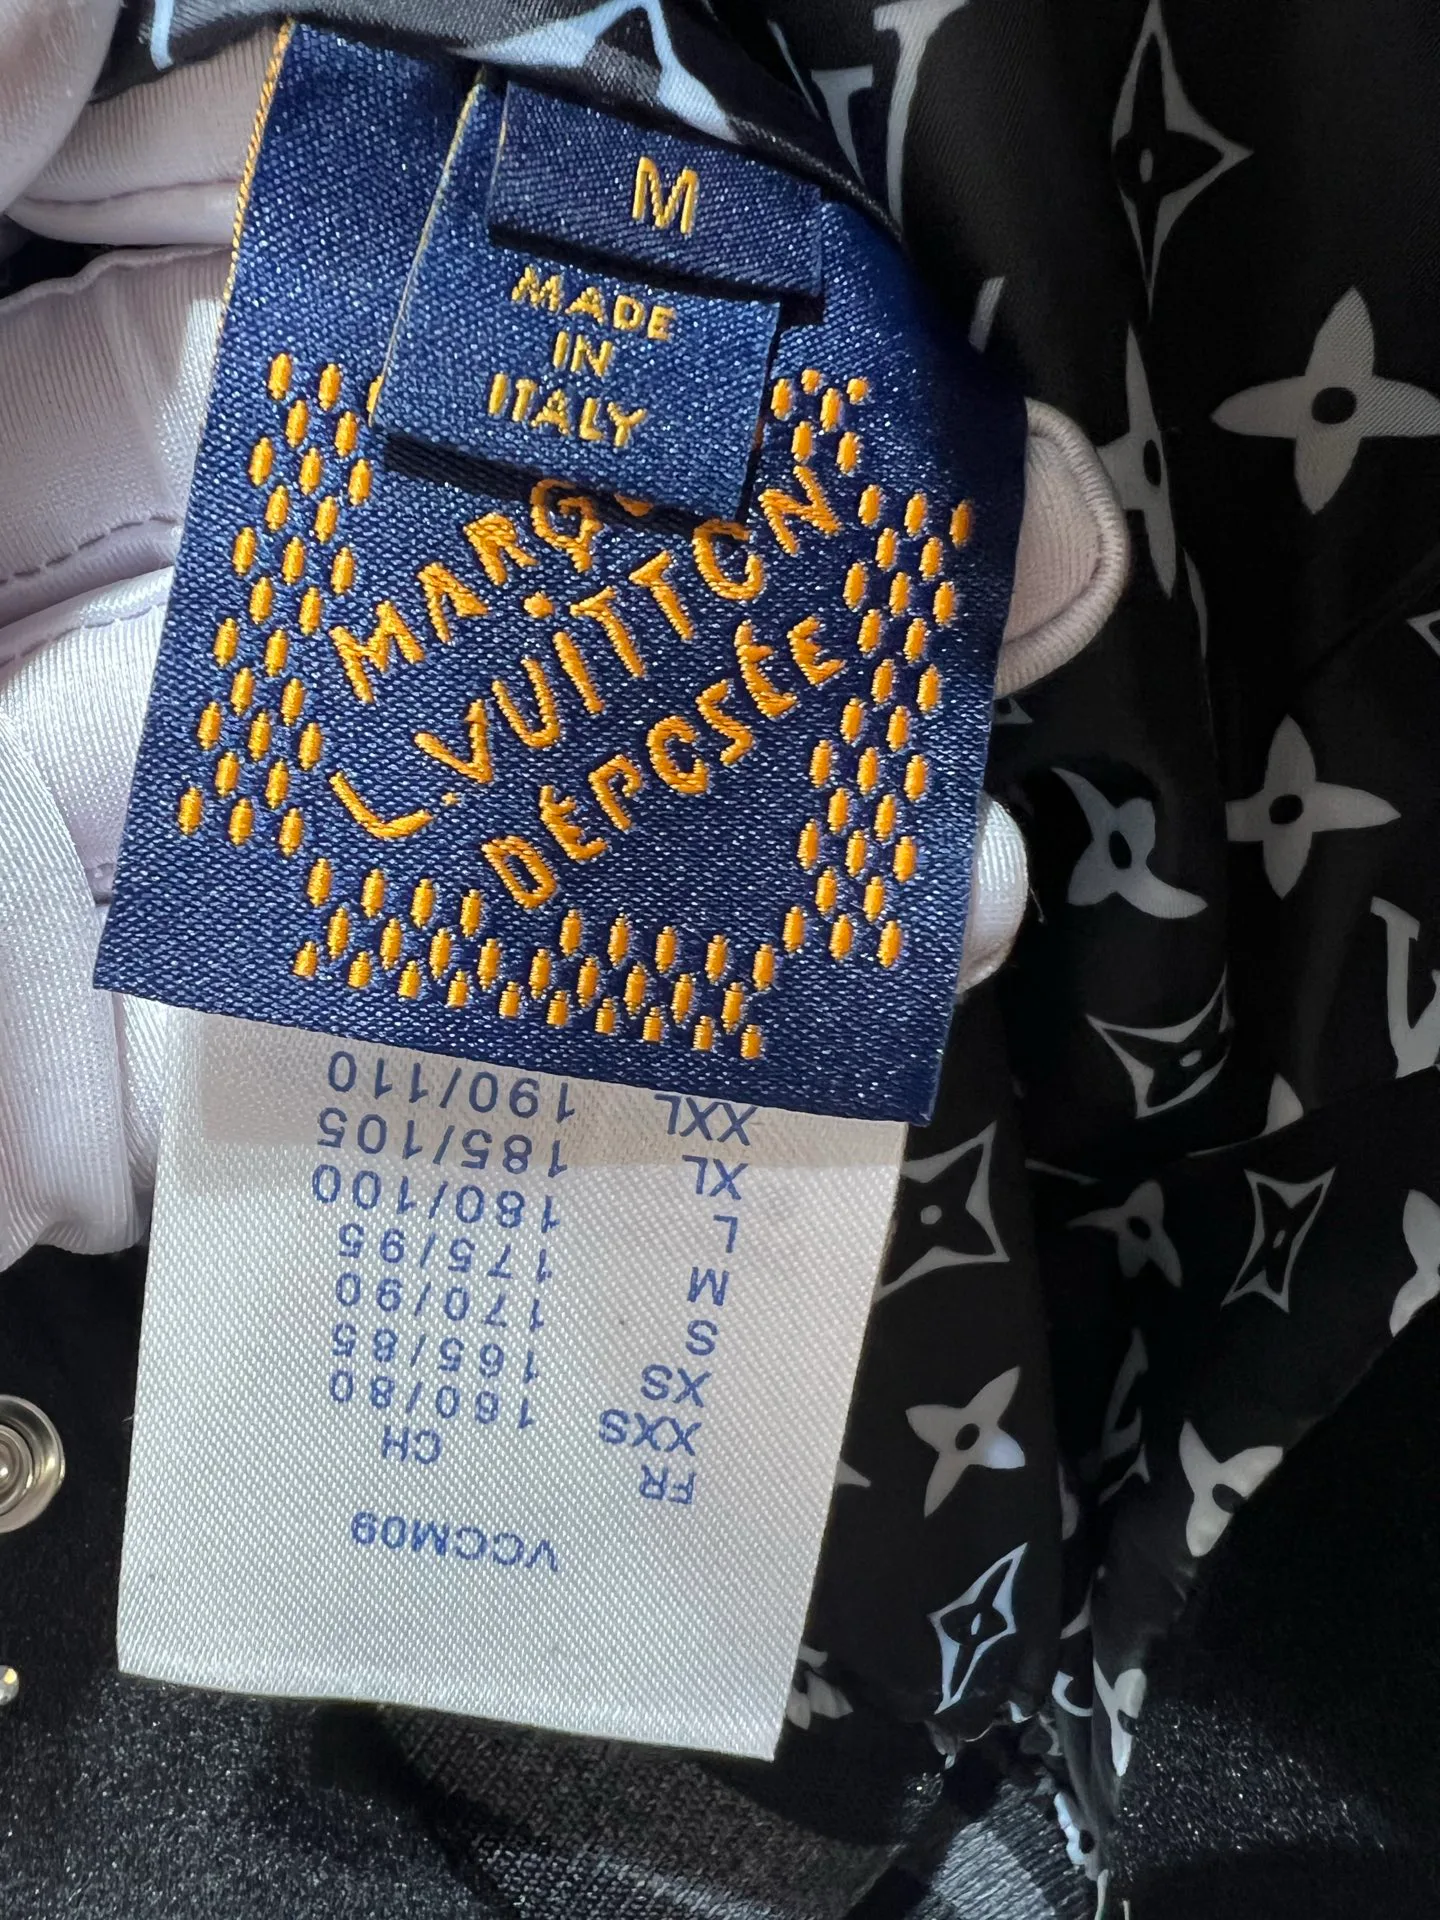 M
MADE
IN
ITALY
L.VUITTON
DÉPOSÉE
VCCM09
FR CH
XXS 160/80
XS 165/85
S 170/90
M 175/95
L 180/100
XL 185/105
XXL 190/110